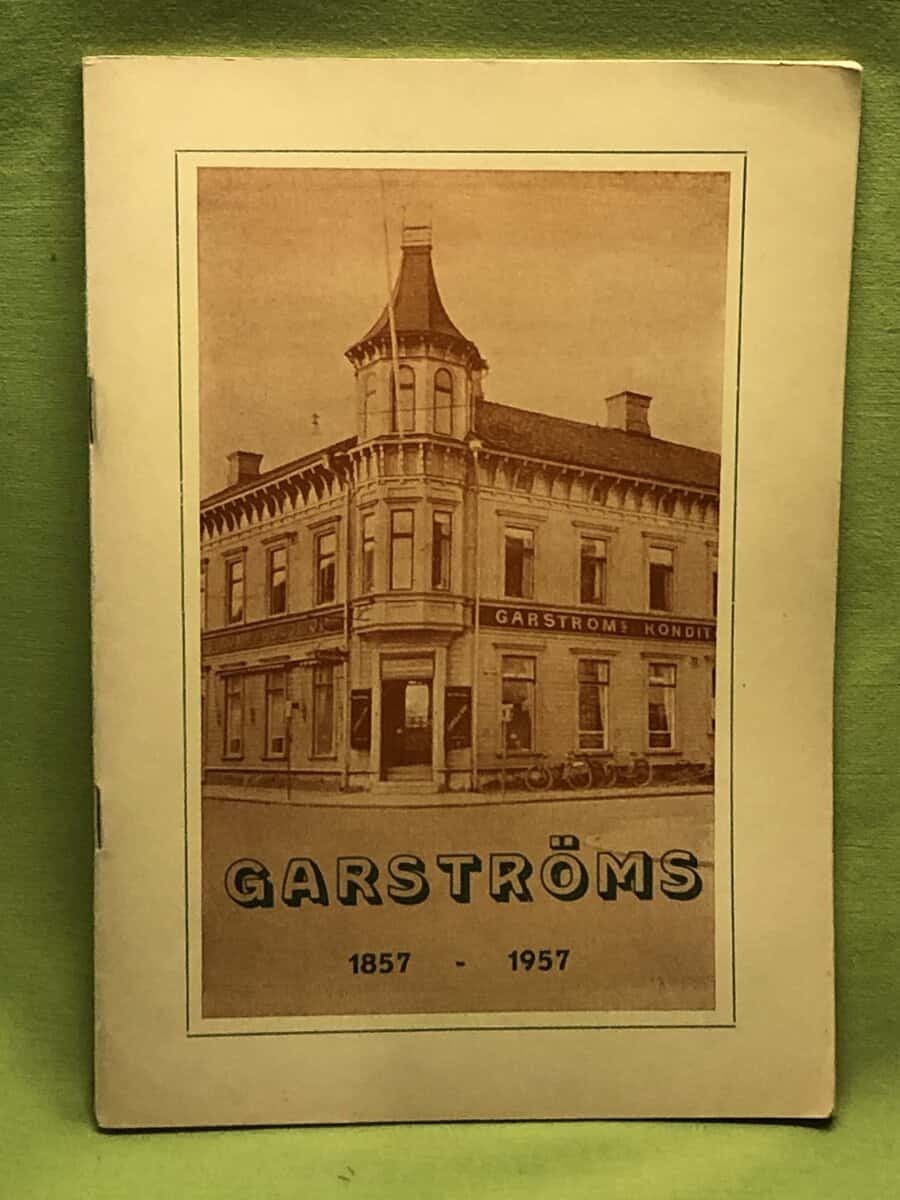 GARSTRÖMS KONDIT
GARSTRÖMS
1857 - 1957